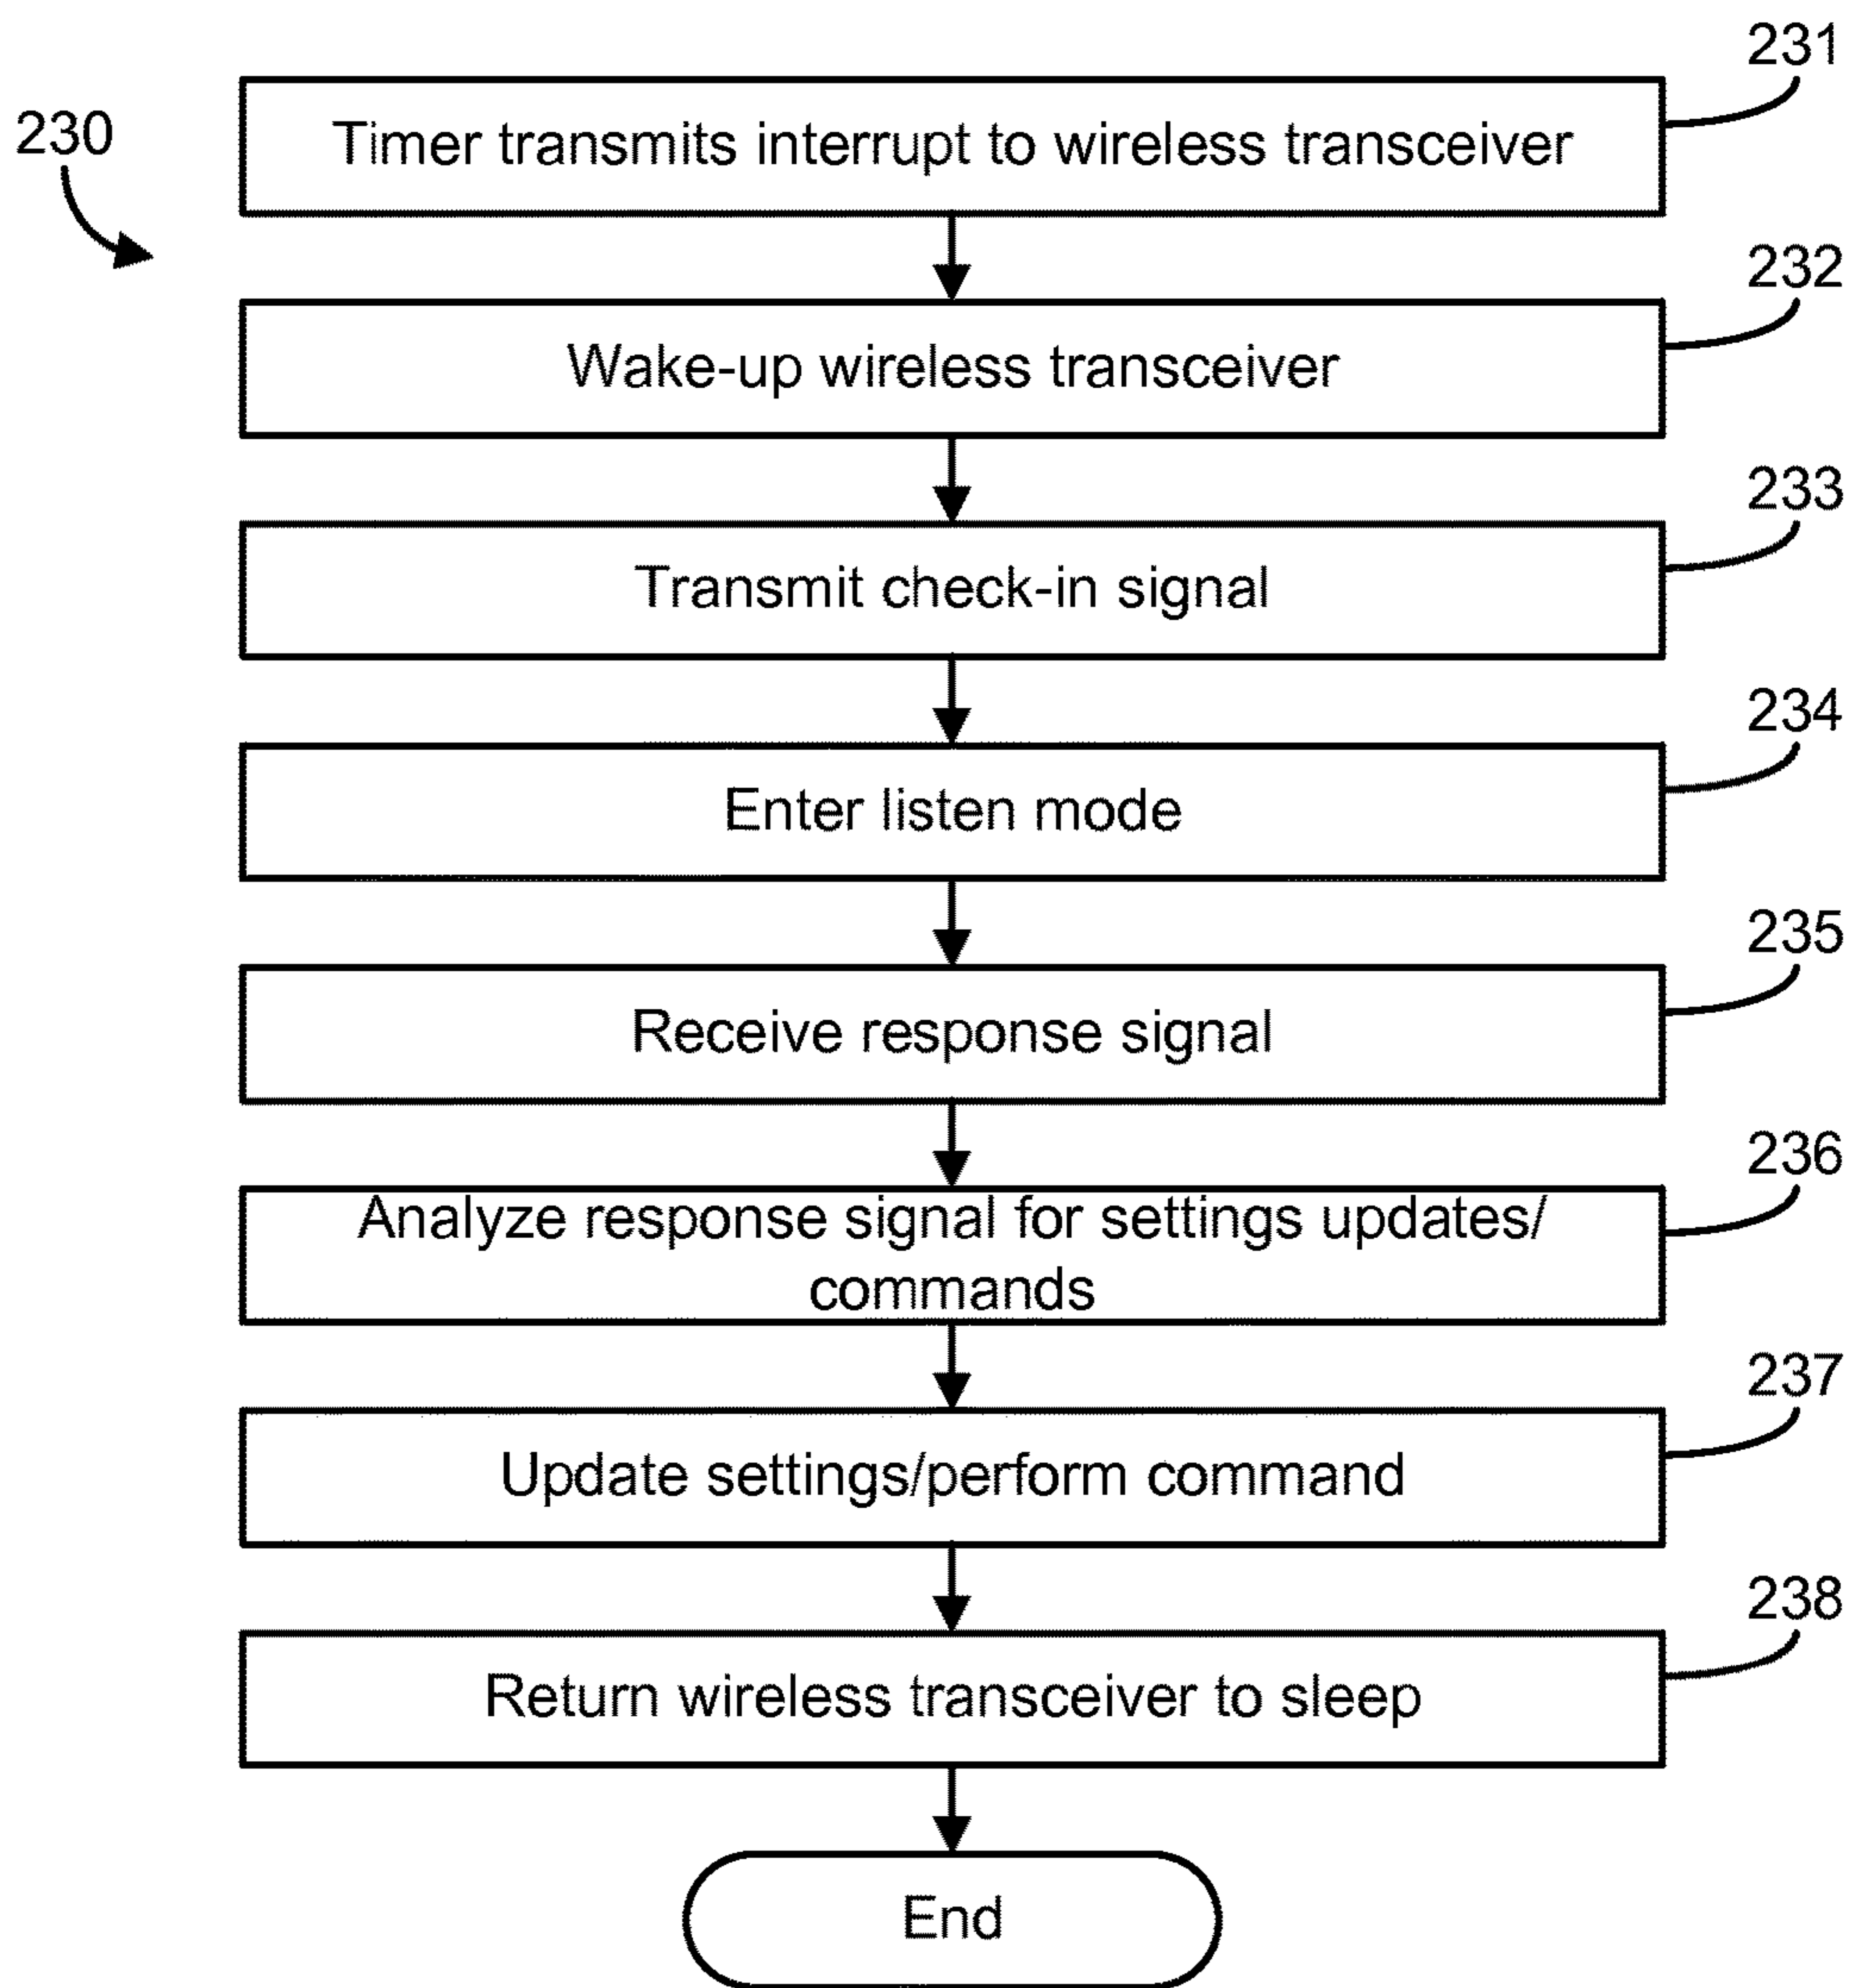 231
230
Timer transmits interrupt to wireless transceiver
232
Wake-up wireless transceiver
233
Transmit check-in signal
234
Enter listen mode
235
Receive response signal
236
Analyze response signal for settings updates/
commands
237
Update settings/perform command
238
Return wireless transceiver to sleep
End